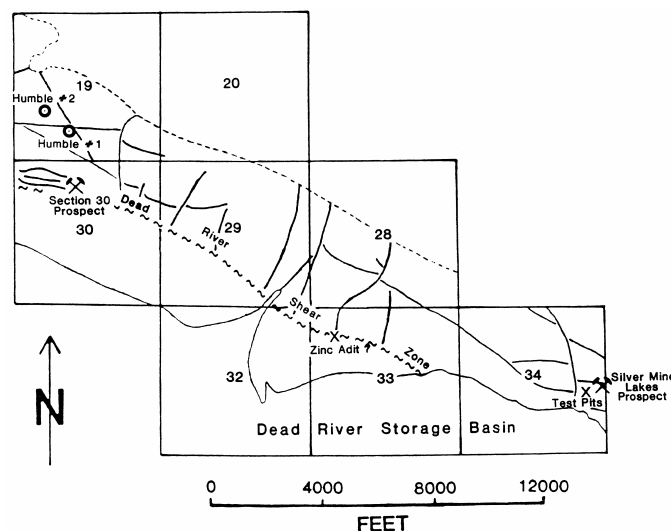 20
19
Humble #2
Humble #1
Section 30
Prospect
30
Dead
River
29
28
Shear
Zinc Adit
Zone
32
33
34
Silver Mine
Lakes
Prospect
Test Pits
N
Dead River Storage Basin
0 4000 8000 12000
FEET